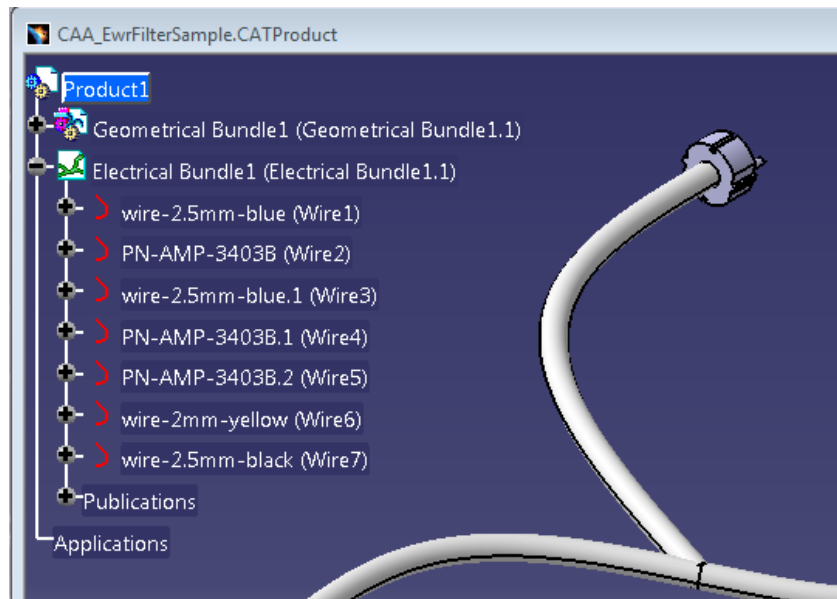 CAA_EwrFilterSample.CATProduct
Product1
Geometrical Bundle1 (Geometrical Bundle1.1)
Electrical Bundle1 (Electrical Bundle1.1)
wire-2.5mm-blue (Wire1)
PN-AMP-3403B (Wire2)
wire-2.5mm-blue.1 (Wire3)
PN-AMP-3403B.1 (Wire4)
PN-AMP-3403B.2 (Wire5)
wire-2mm-yellow (Wire6)
wire-2.5mm-black (Wire7)
Publications
Applications